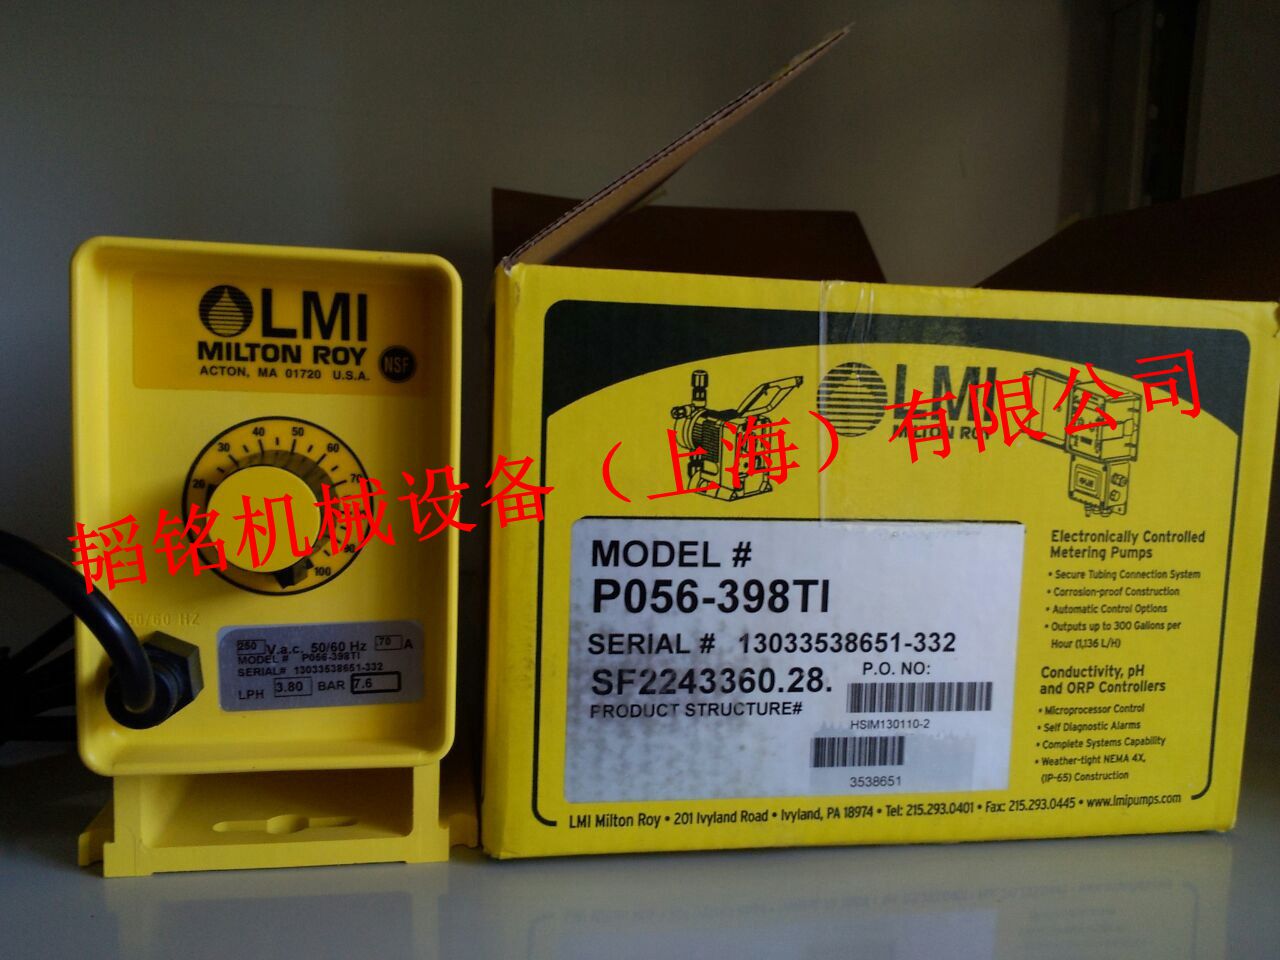 LMI
MILTON ROY
ACTON, MA 01720 U.S.A.
NSF
20 30 40 50 60 70
100
50/60 HZ
250 V.a.c. 50/60 Hz .70 A
MODEL # P056-398TI
SERIAL# 13033538651-332
LPH 3.80 BAR 7.6
韬铭机械设备（上海）有限公司
LMI
MILTON ROY
MODEL #
P056-398TI
SERIAL # 13033538651-332
SF2243360.28.
P.O. NO:
PRODUCT STRUCTURE#
HSIM130110-2
3538651
Electronically Controlled
Metering Pumps
• Secure Tubing Connection System
• Corrosion-proof Construction
• Automatic Control Options
• Outputs up to 300 Gallons per
Hour (1,136 L/H)
Conductivity, pH
and ORP Controllers
• Microprocessor Control
• Self Diagnostic Alarms
• Complete Systems Capability
• Weather-tight NEMA 4X,
(IP-65) Construction
LMI Milton Roy • 201 Ivyland Road • Ivyland, PA 18974 • Tel: 215.293.0401 • Fax: 215.293.0445 • www.lmipumps.com